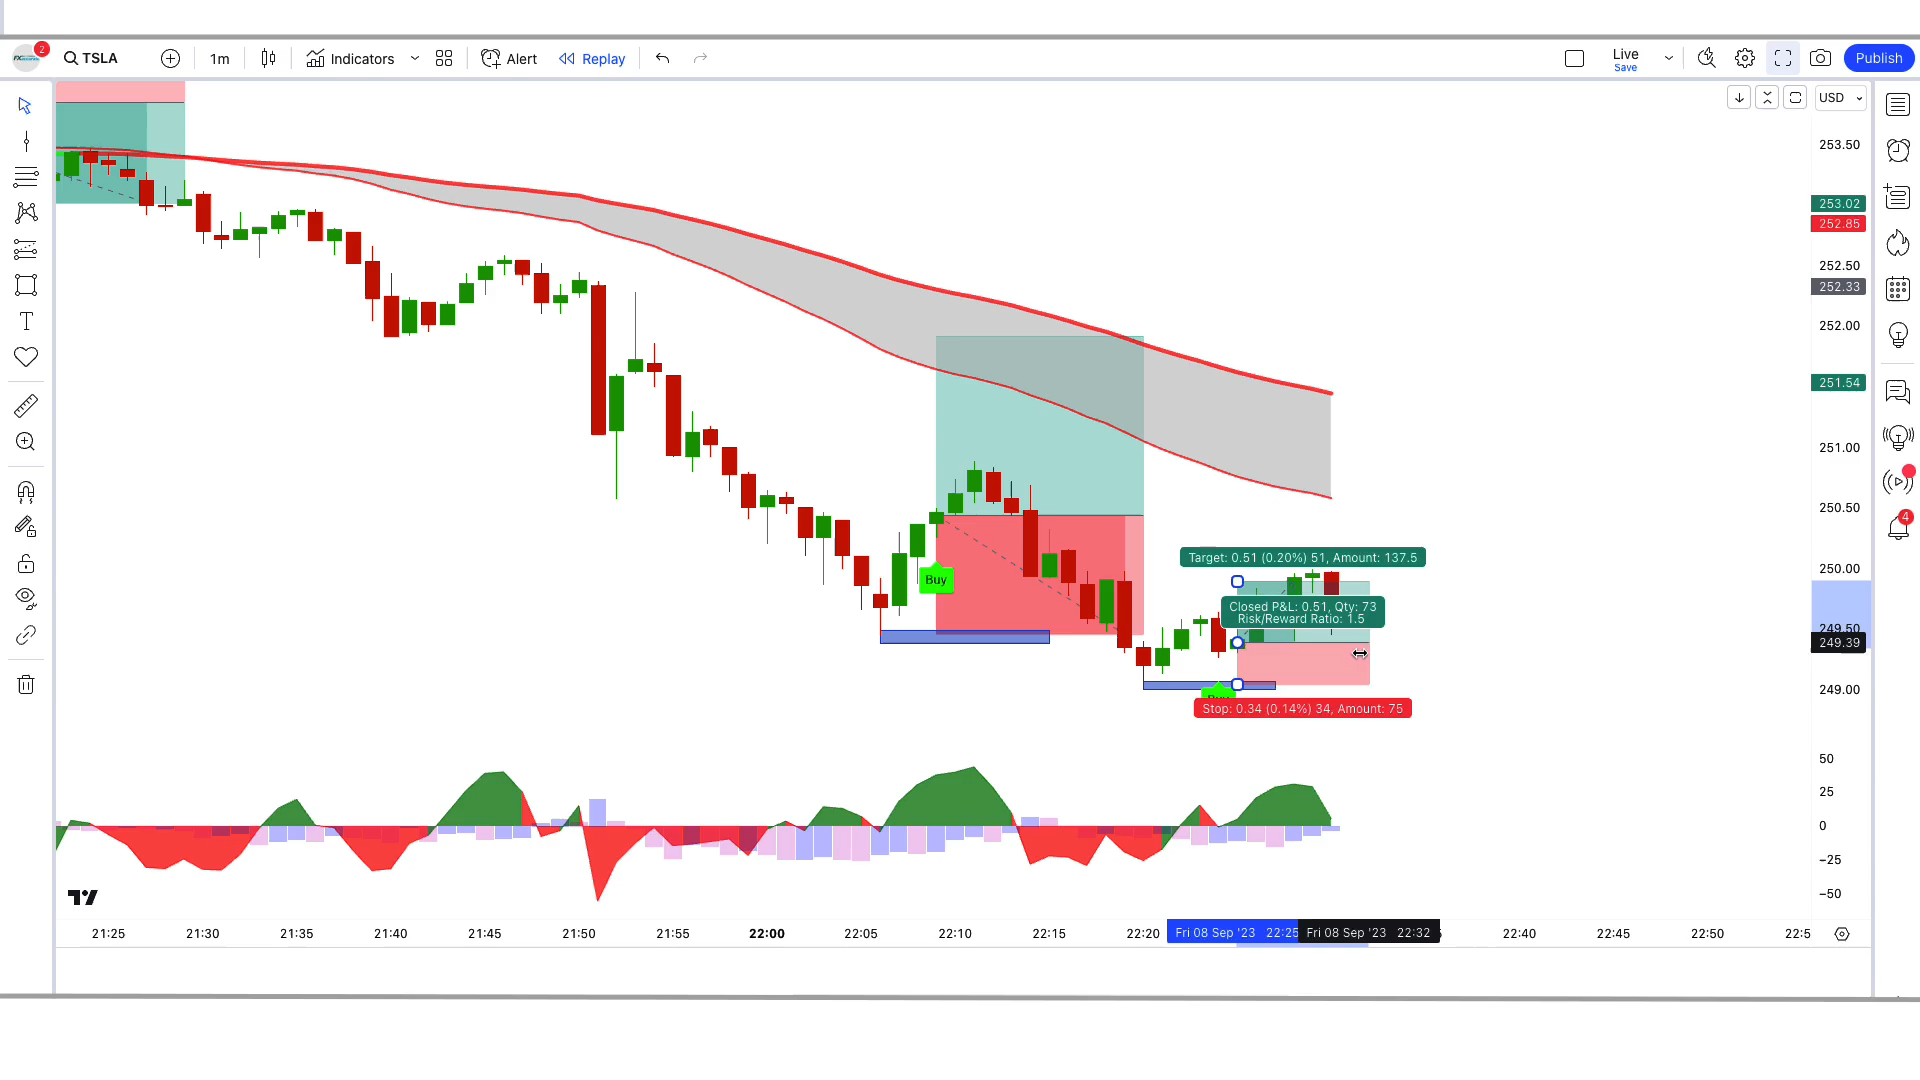 2
TSLA
1m
Indicators
Alert
Replay
Live
Save
Publish
USD
253.50
253.02
252.85
252.50
252.33
252.00
251.54
251.00
250.50
250.00
249.50
249.39
249.00
4
Buy
Target: 0.51 (0.20%) 51, Amount: 137.5
Closed P&L: 0.51, Qty: 73
Risk/Reward Ratio: 1.5
Stop: 0.34 (0.14%) 34, Amount: 75
50
25
0
−25
−50
21:25 21:30 21:35 21:40 21:45 21:50 21:55 22:00 22:05 22:10 22:15 22:20 Fri 08 Sep '23 22:25 Fri 08 Sep '23 22:32 22:40 22:45 22:50 22:5